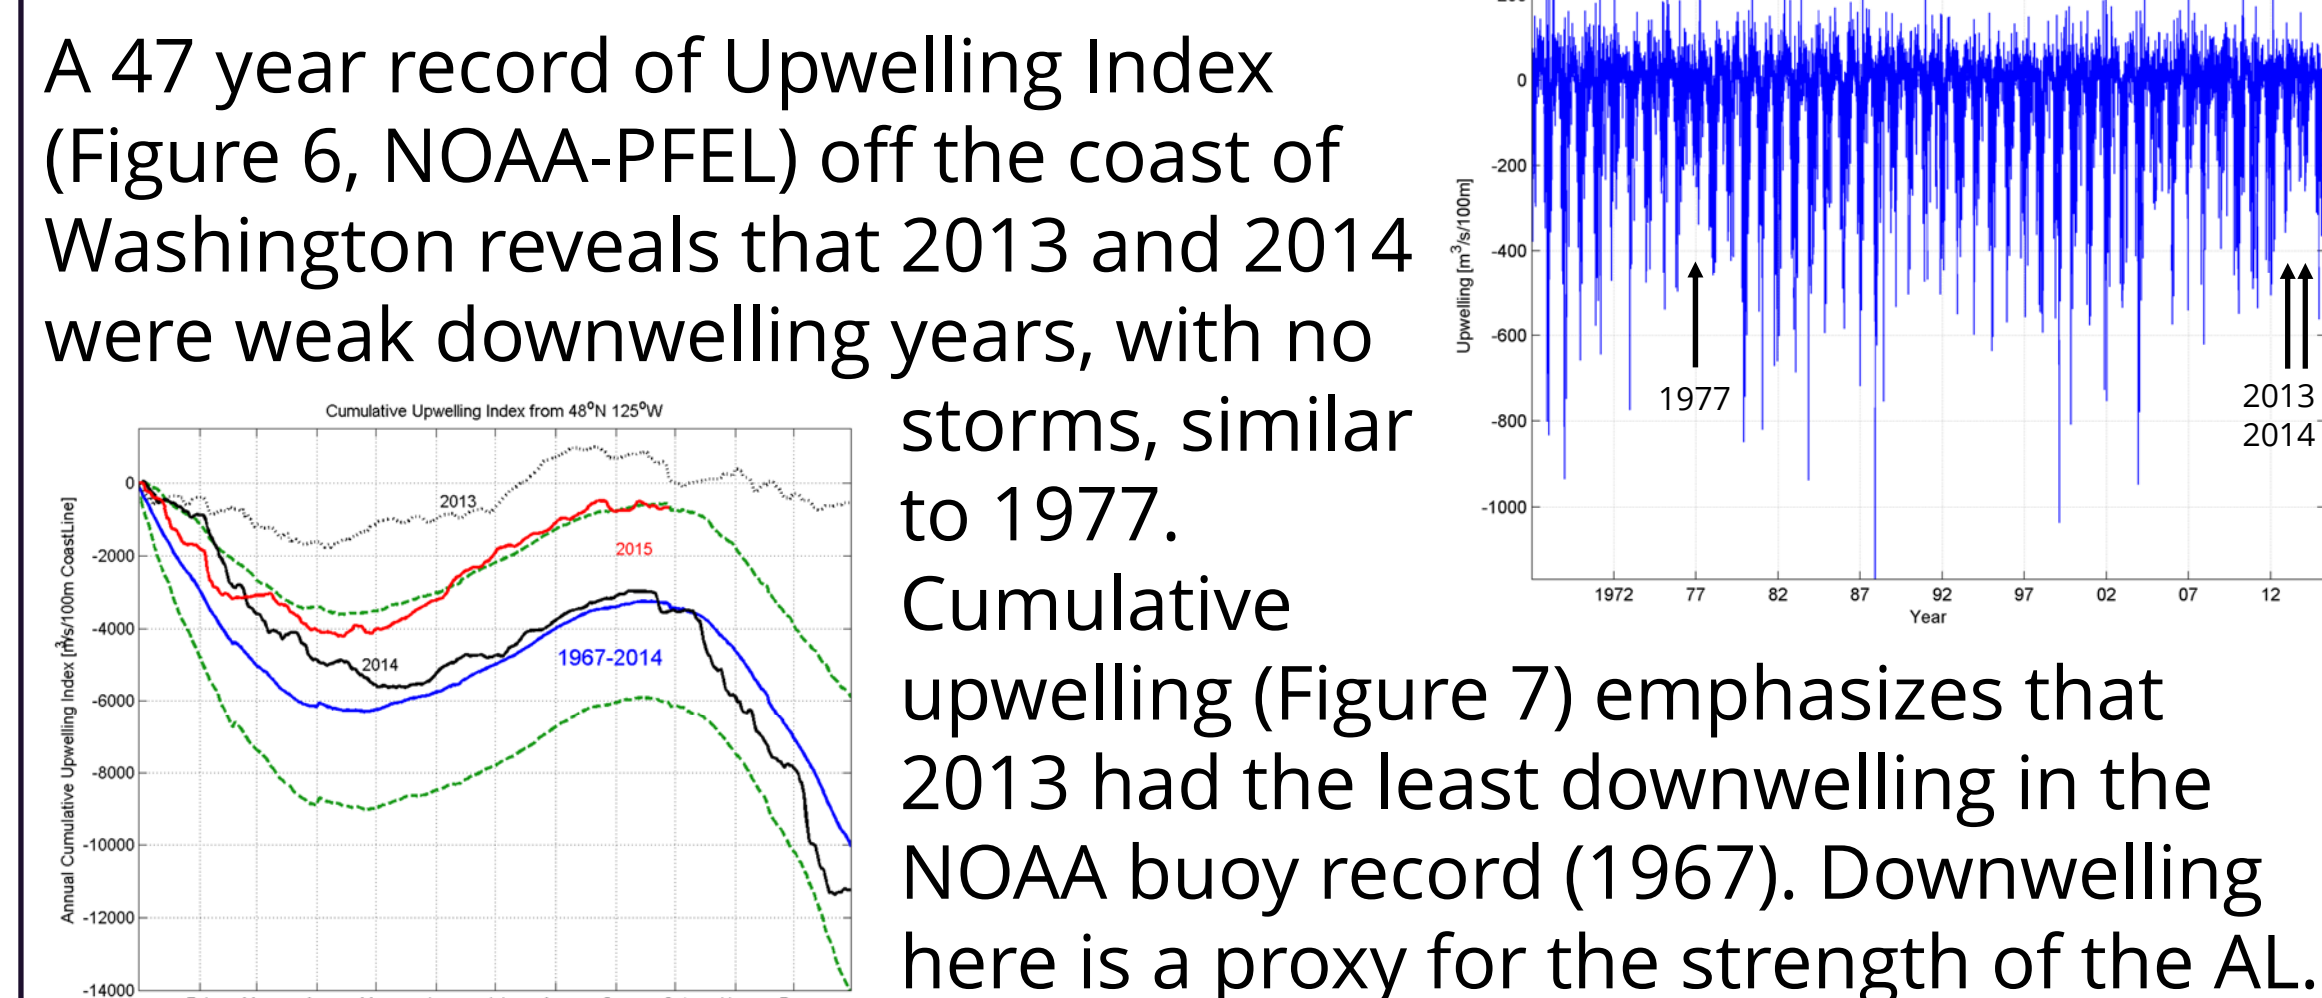 A 47 year record of Upwelling Index
(Figure 6, NOAA-PFEL) off the coast of
Washington reveals that 2013 and 2014
were weak downwelling years, with no
storms, similar
to 1977.
Cumulative
upwelling (Figure 7) emphasizes that
2013 had the least downwelling in the
NOAA buoy record (1967). Downwelling
here is a proxy for the strength of the AL.
Cumulative Upwelling Index from 48⁰N 125⁰W
Annual Cumulative Upwelling Index [m³/s/100m CoastLine]
0
-2000
-4000
-6000
-8000
-10000
-12000
-14000
2013
2015
2014
1967-2014
Upwelling [m³/s/100m]
0
-200
-400
-600
-800
-1000
1977
2013
2014
1972 77 82 87 92 97 02 07 12
Year